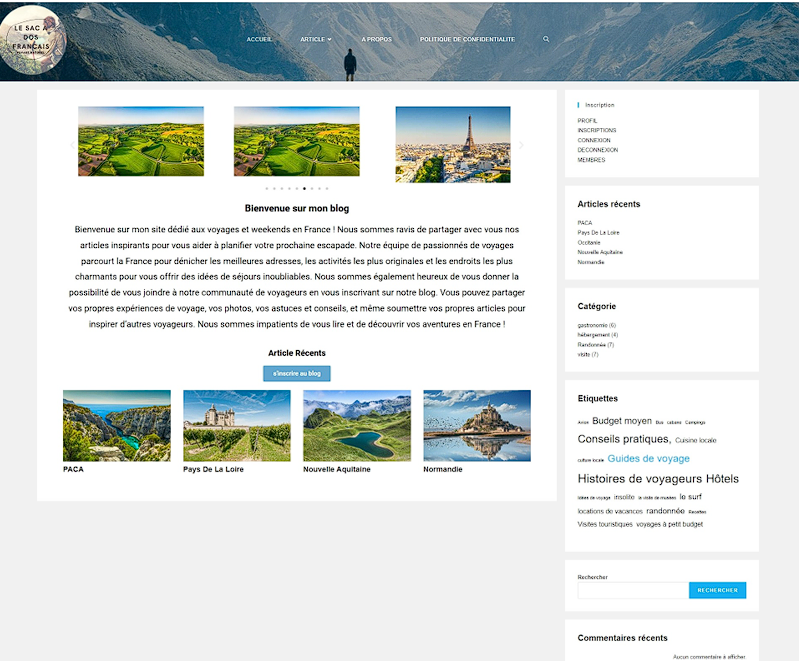 LE SAC A
DOS
FRANÇAIS
ACCUEIL
ARTICLE
A PROPOS
POLITIQUE DE CONFIDENTIALITE
Bienvenue sur mon blog
Bienvenue sur mon site dédié aux voyages et weekends en France ! Nous sommes ravis de partager avec vous nos
articles inspirants pour vous aider à planifier votre prochaine escapade. Notre équipe de passionnés de voyages
parcourt la France pour dénicher les meilleures adresses, les activités les plus originales et les endroits les plus
charmants pour vous offrir des idées de séjours inoubliables. Nous sommes également heureux de vous donner la
possibilité de vous joindre à notre communauté de voyageurs en vous inscrivant sur notre blog. Vous pouvez partager
vos propres expériences de voyage, vos photos, vos astuces et conseils, et même soumettre vos propres articles pour
inspirer d'autres voyageurs. Nous sommes impatients de vous lire et de découvrir vos aventures en France !
Article Récents
s'inscrire au blog
PACA
Pays De La Loire
Nouvelle Aquitaine
Normandie
Inscription
PROFIL
INSCRIPTIONS
CONNEXION
DECONNEXION
MEMBRES
Articles récents
PACA
Pays De La Loire
Occitanie
Nouvelle Aquitaine
Normandie
Catégorie
gastronomie (6)
hébergement (4)
Randonnée (7)
visite (7)
Etiquettes
Avion Budget moyen Bus cabane Campings
Conseils pratiques, Cuisine locale
culture locale Guides de voyage
Histoires de voyageurs Hôtels
Idées de voyage insolite la visite de musées le surf
locations de vacances randonnée Recettes
Visites touristiques voyages à petit budget
Rechercher
RECHERCHER
Commentaires récents
Aucun commentaire à afficher